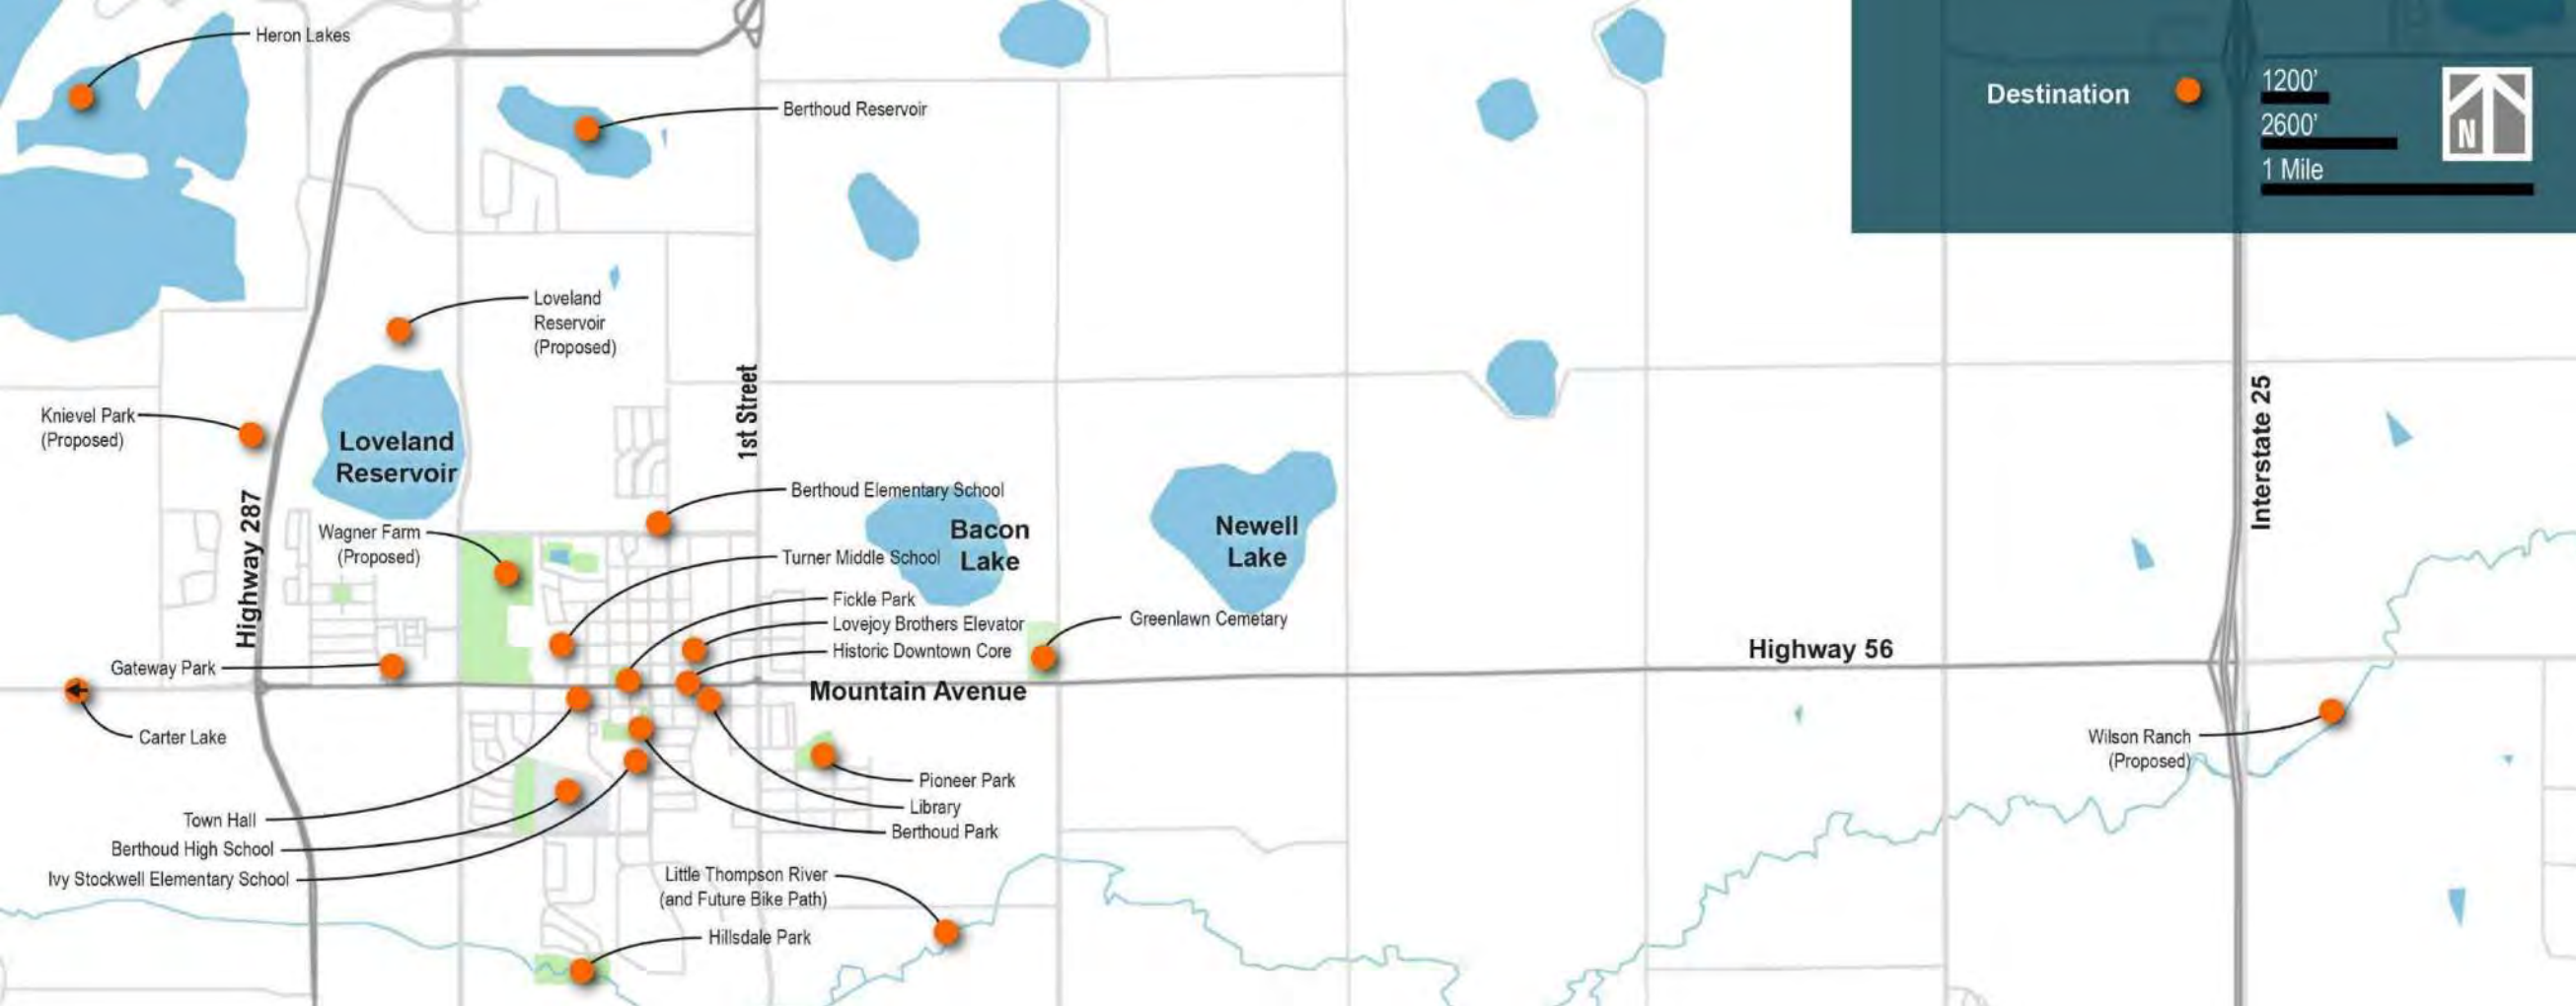 Heron Lakes
Berthoud Reservoir
Destination
1200'
2600'
1 Mile
N
Loveland
Reservoir
(Proposed)
1st Street
Interstate 25
Knievel Park
(Proposed)
Loveland
Reservoir
Highway 287
Berthoud Elementary School
Wagner Farm
(Proposed)
Bacon
Lake
Newell
Lake
Turner Middle School
Fickle Park
Lovejoy Brothers Elevator
Historic Downtown Core
Greenlawn Cemetary
Highway 56
Gateway Park
Mountain Avenue
Carter Lake
Wilson Ranch
(Proposed)
Pioneer Park
Library
Berthoud Park
Town Hall
Berthoud High School
Ivy Stockwell Elementary School
Little Thompson River
(and Future Bike Path)
Hillsdale Park